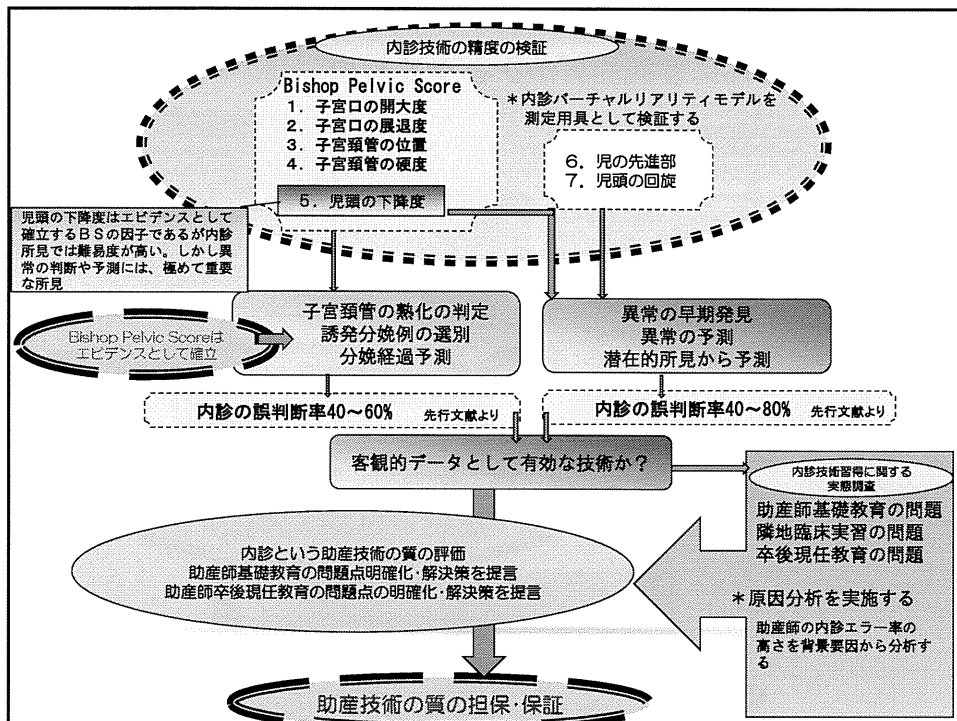 内診技術の精度の検証
Bishop Pelvic Score
1. 子宮口の開大度
2. 子宮口の展退度
3. 子宮頚管の位置
4. 子宮頚管の硬度
5. 児頭の下降度
*内診バーチャルリアリティモデルを
測定用具として検証する
6. 児の先進部
7. 児頭の回旋
児頭の下降度はエビデンスとして
確立するBSの因子であるが内診
所見では難易度が高い。しかし異
常の判断や予測には、極めて重要
な所見
Bishop Pelvic Scoreは
エビデンスとして確立
子宮頚管の熟化の判定
誘発分娩例の選別
分娩経過予測
異常の早期発見
異常の予測
潜在的所見から予測
内診の誤判断率40~60% 先行文献より
内診の誤判断率40~80% 先行文献より
客観的データとして有効な技術か?
内診技術習得に関する
実態調査
助産師基礎教育の問題
隣地臨床実習の問題
卒後現任教育の問題
*原因分析を実施する
助産師の内診エラー率の
高さを背景要因から分析す
る
内診という助産技術の質の評価
助産師基礎教育の問題点明確化・解決策を提言
助産師卒後現任教育の問題点の明確化・解決策を提言
助産技術の質の担保・保証